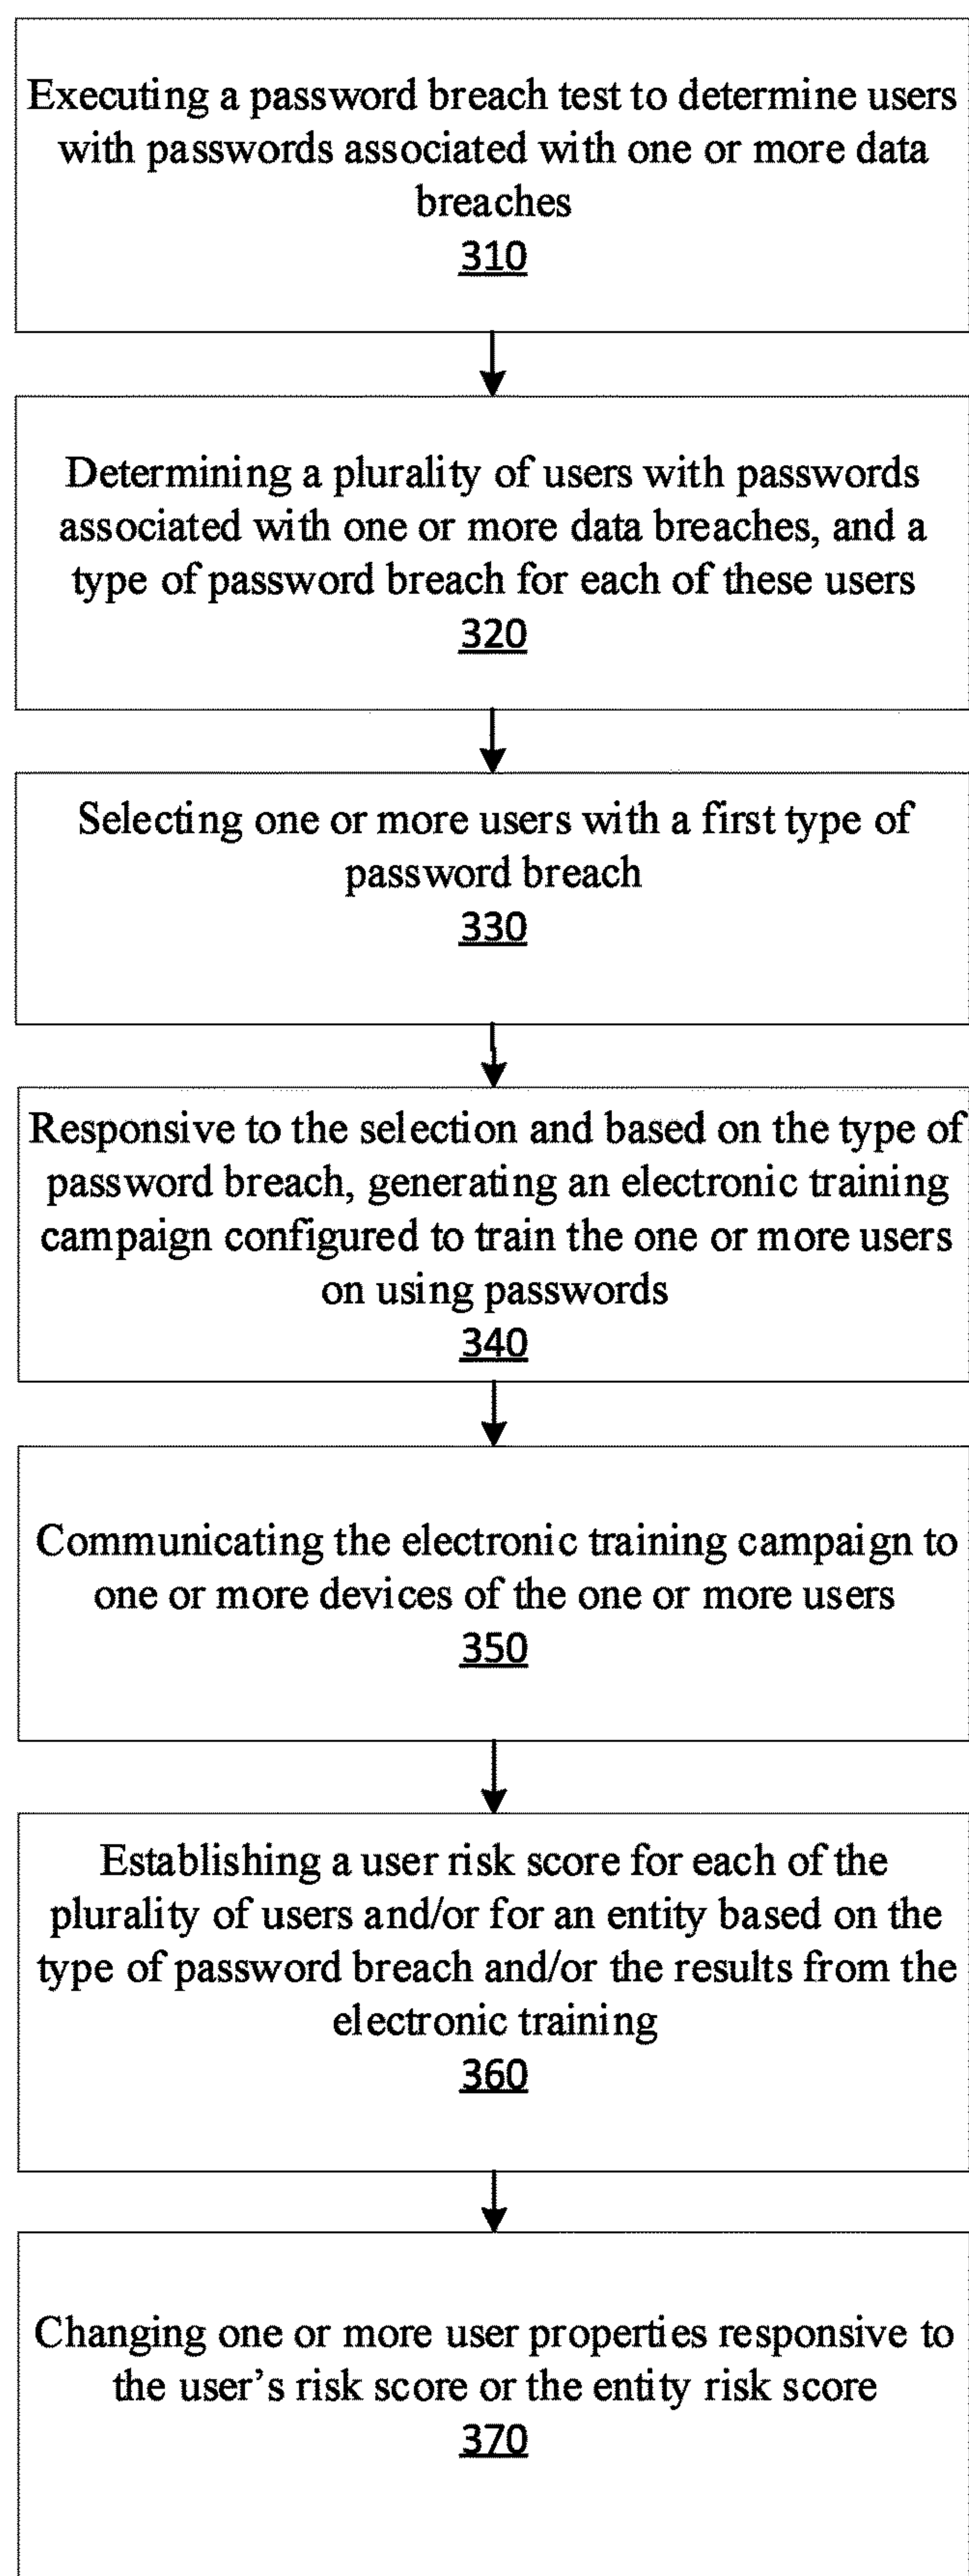 Executing a password breach test to determine users
with passwords associated with one or more data
breaches
310
Determining a plurality of users with passwords
associated with one or more data breaches, and a
type of password breach for each of these users
320
Selecting one or more users with a first type of
password breach
330
Responsive to the selection and based on the type of
password breach, generating an electronic training
campaign configured to train the one or more users
on using passwords
340
Communicating the electronic training campaign to
one or more devices of the one or more users
350
Establishing a user risk score for each of the
plurality of users and/or for an entity based on the
type of password breach and/or the results from the
electronic training
360
Changing one or more user properties responsive to
the user’s risk score or the entity risk score
370